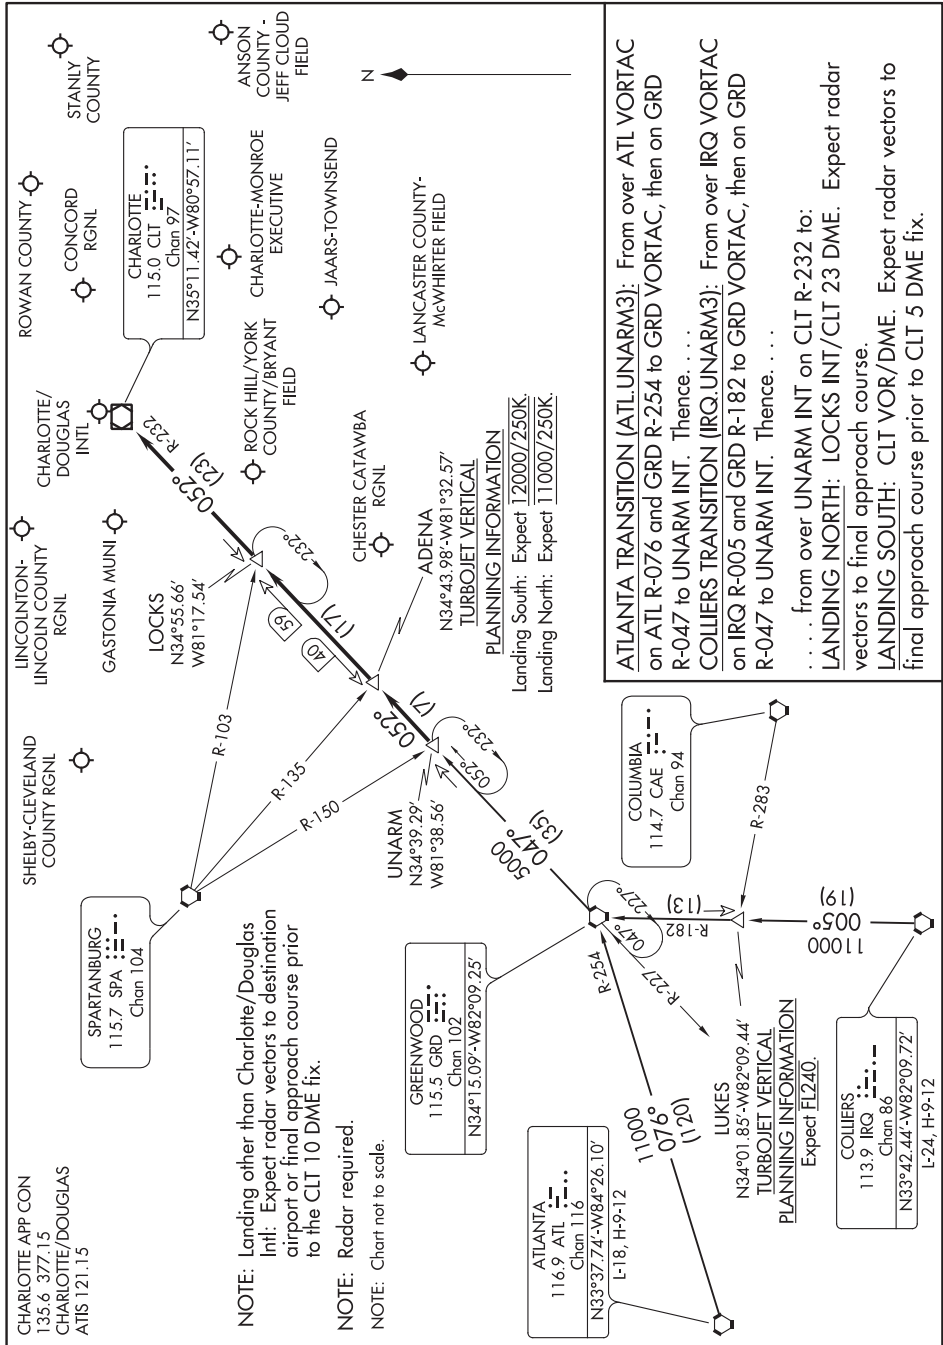 CHARLOTTE APP CON
135.6 377.15
CHARLOTTE/DOUGLAS
ATIS 121.15
SHELBY-CLEVELAND
COUNTY RGNL
LINCOLNTON-
LINCOLN COUNTY
RGNL
GASTONIA MUNI
CHARLOTTE/
DOUGLAS
INTL
ROWAN COUNTY
CONCORD
RGNL
STANLY
COUNTY
ANSON
COUNTY -
JEFF CLOUD
FIELD
CHARLOTTE
115.0 CLT
Chan 97
N35°11.42'-W80°57.11'
CHARLOTTE-MONROE
EXECUTIVE
JAARS-TOWNSEND
LANCASTER COUNTY-
McWHIRTER FIELD
ROCK HILL/YORK
COUNTY/BRYANT
FIELD
CHESTER CATAWBA
RGNL
N
R-232
052°
(23)
LOCKS
N34°55.66'
W81°17.54'
232°
59
40
(17)
R-103
R-135
R-150
SPARTANBURG
115.7 SPA
Chan 104
ADENA
N34°43.98'-W81°32.57'
TURBOJET VERTICAL
PLANNING INFORMATION
Landing South: Expect 12000/250K
Landing North: Expect 11000/250K
052°
(7)
UNARM
N34°39.29'
W81°38.56'
052°
232°
5000
047°
(35)
NOTE: Landing other than Charlotte/Douglas
Intl: Expect radar vectors to destination
airport or final approach course prior
to the CLT 10 DME fix.
NOTE: Radar required.
NOTE: Chart not to scale.
GREENWOOD
115.5 GRD
Chan 102
N34°15.09'-W82°09.25'
COLUMBIA
114.7 CAE
Chan 94
R-283
047°
227°
R-254
R-227
R-182
(13)
LUKES
N34°01.85'-W82°09.44'
TURBOJET VERTICAL
PLANNING INFORMATION
Expect FL240.
11000
005°
(19)
COLLIERS
113.9 IRQ
Chan 86
N33°42.44'-W82°09.72'
L-24, H-9-12
11000
076°
(120)
ATLANTA
116.9 ATL
Chan 116
N33°37.74'-W84°26.10'
L-18, H-9-12
ATLANTA TRANSITION (ATL.UNARM3): From over ATL VORTAC
on ATL R-076 and GRD R-254 to GRD VORTAC, then on GRD
R-047 to UNARM INT. Thence. . . .
COLLIERS TRANSITION (IRQ.UNARM3): From over IRQ VORTAC
on IRQ R-005 and GRD R-182 to GRD VORTAC, then on GRD
R-047 to UNARM INT. Thence. . . .
. . . . from over UNARM INT on CLT R-232 to:
LANDING NORTH: LOCKS INT/CLT 23 DME. Expect radar
vectors to final approach course.
LANDING SOUTH: CLT VOR/DME. Expect radar vectors to
final approach course prior to CLT 5 DME fix.